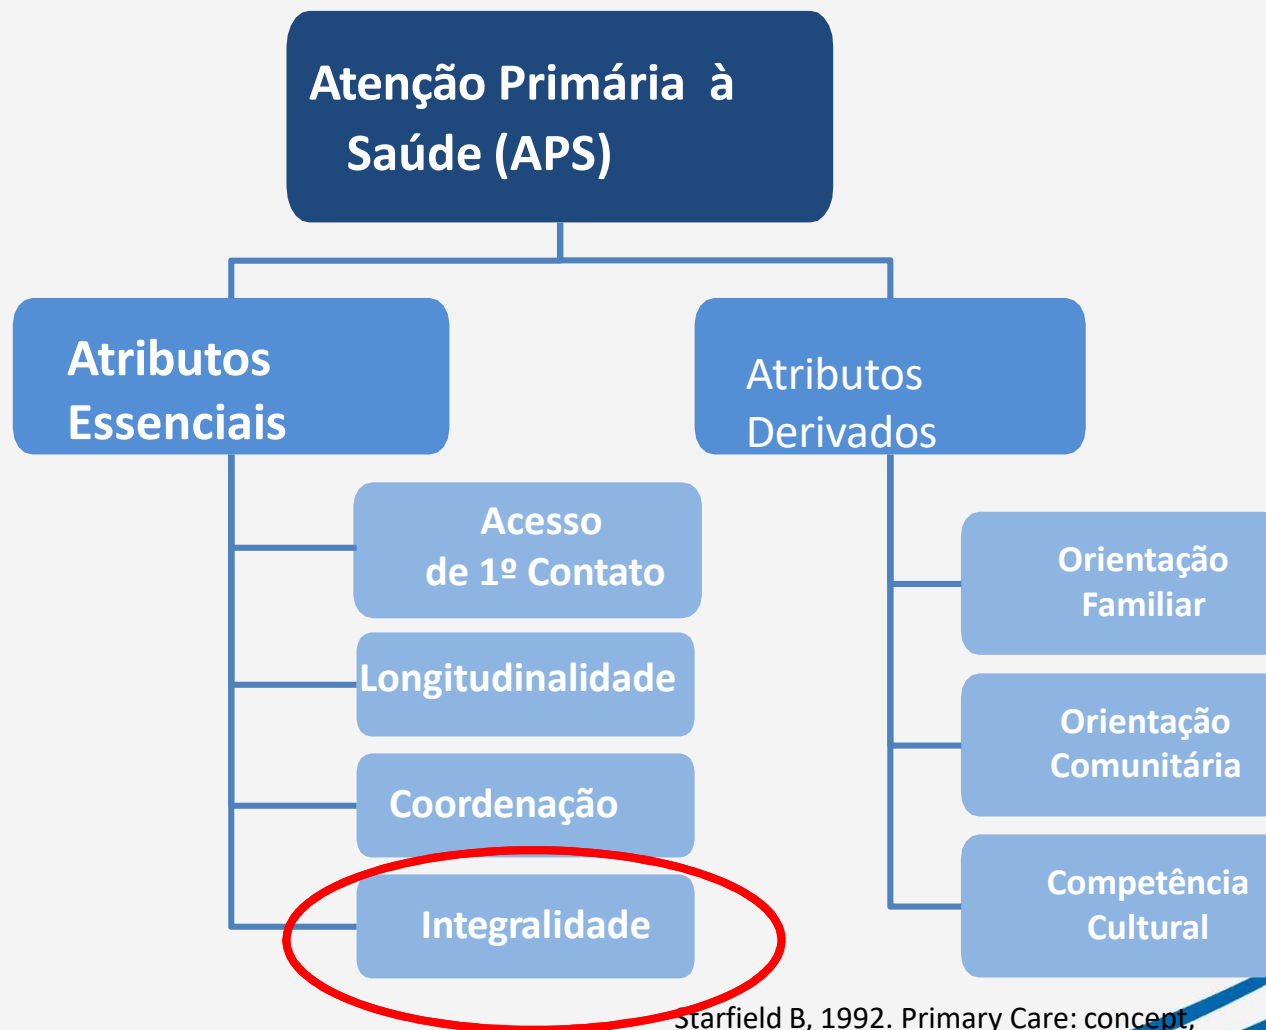 Atenção Primária à
Saúde (APS)
Atributos
Essenciais
Atributos
Derivados
Acesso
de 1º Contato
Longitudinalidade
Coordenação
Integralidade
Orientação
Familiar
Orientação
Comunitária
Competência
Cultural
Starfield B, 1992. Primary Care: concept,